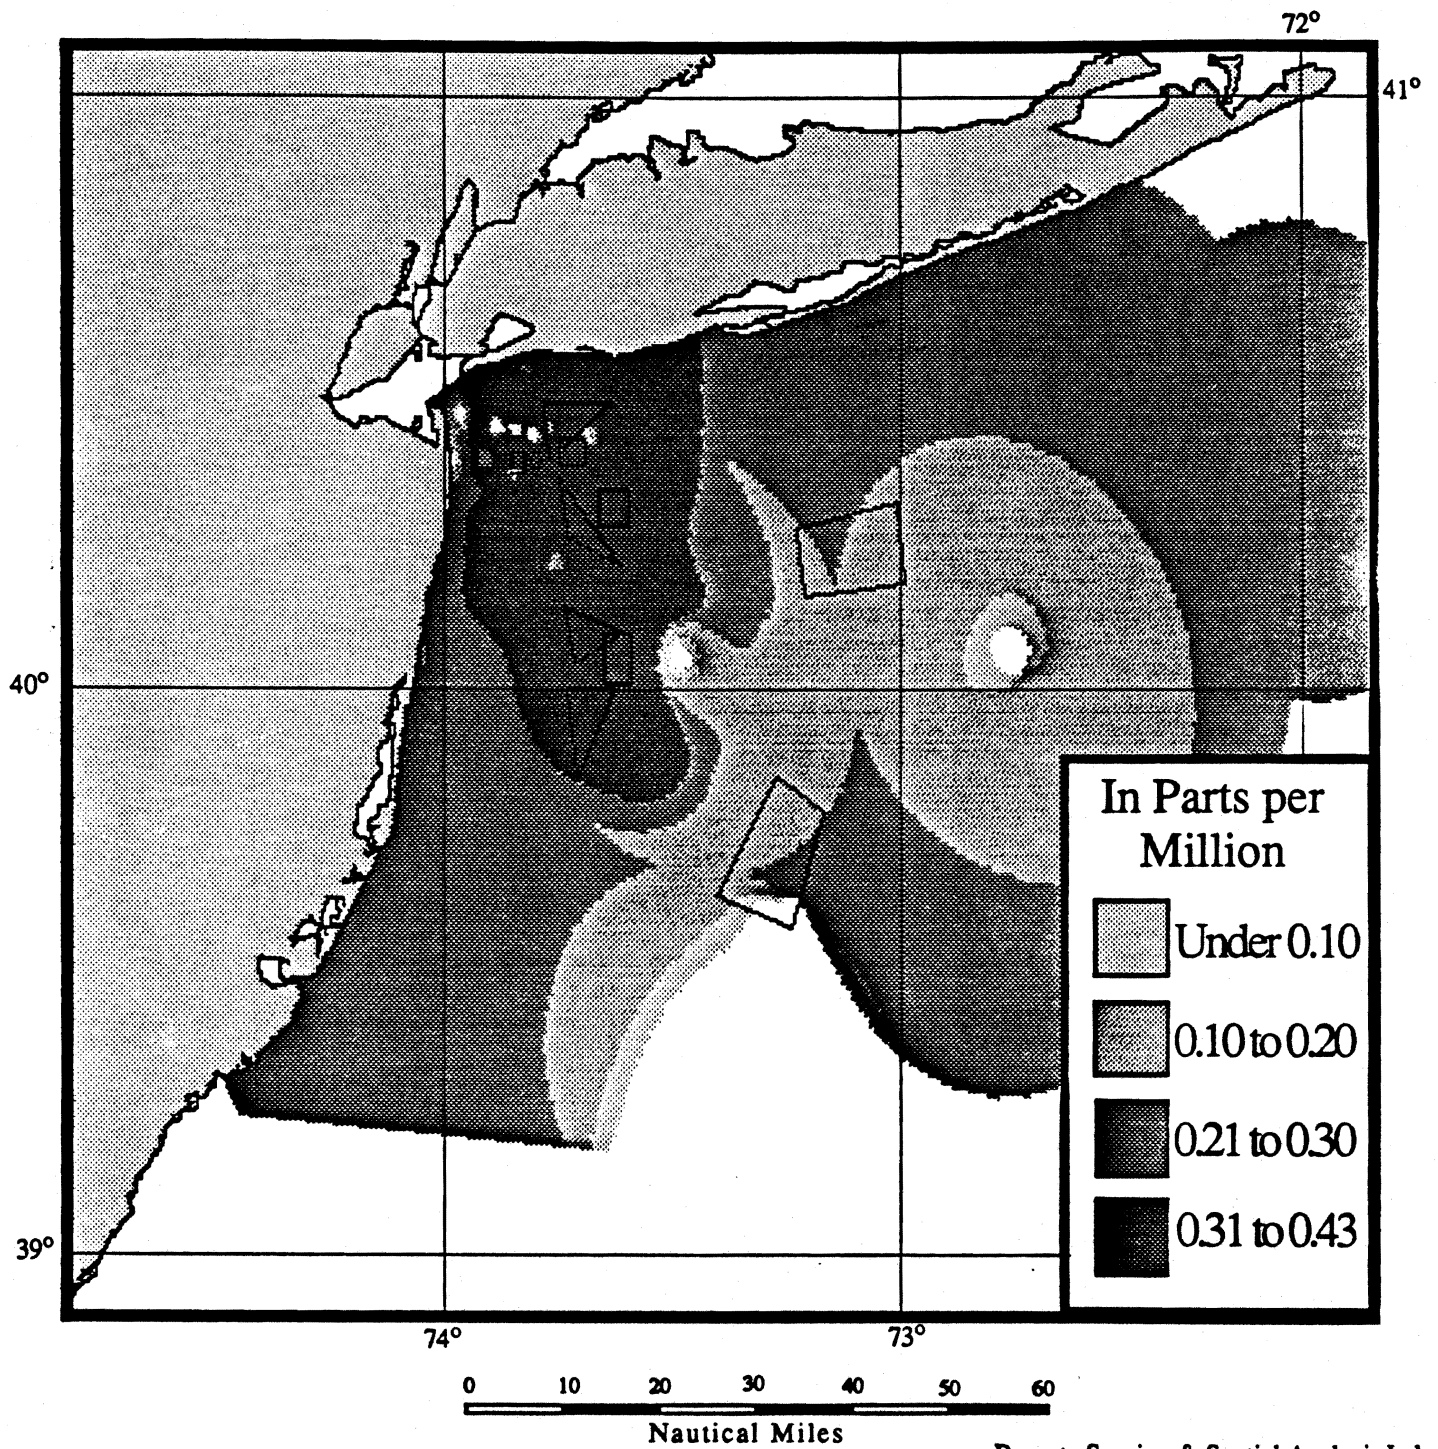 72°
41°
40°
In Parts per
Million
Under 0.10
0.10 to 0.20
0.21 to 0.30
0.31 to 0.43
39°
74°
73°
0 10 20 30 40 50 60
Nautical Miles